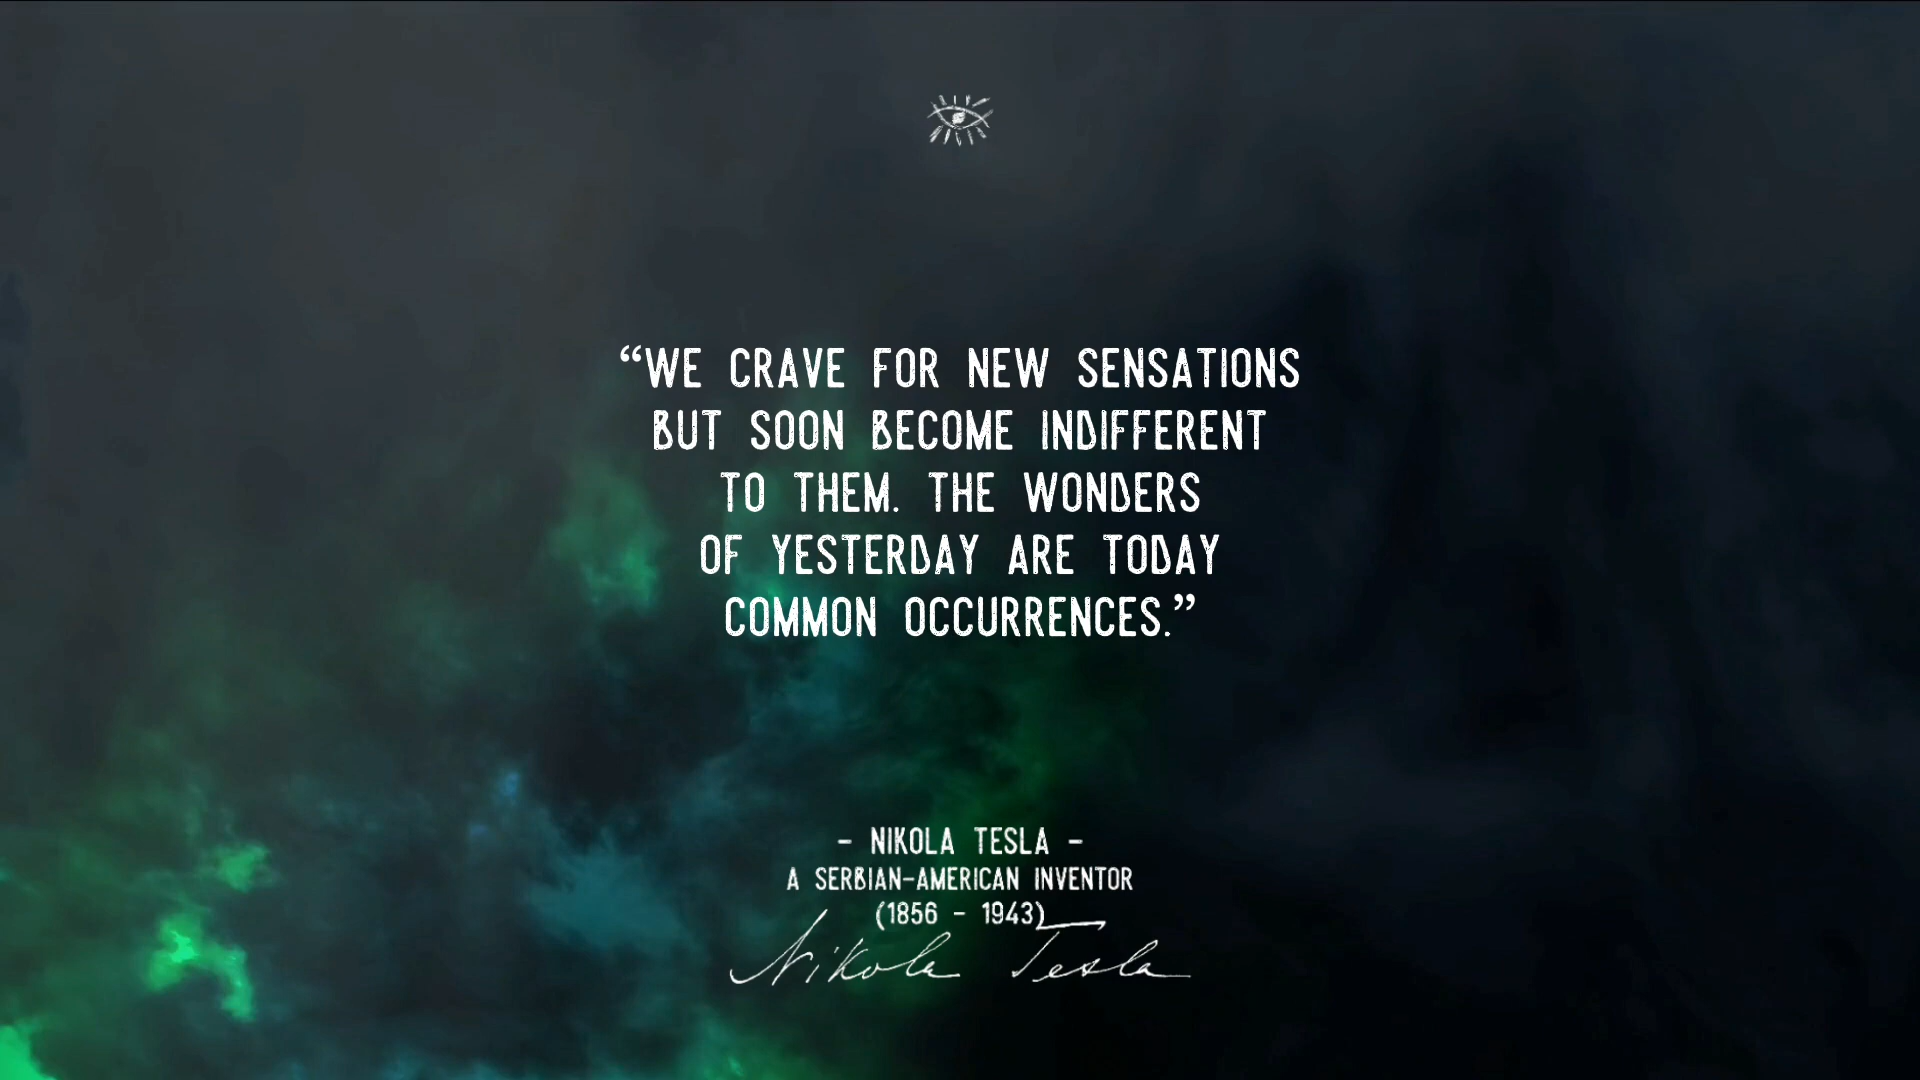 “WE CRAVE FOR NEW SENSATIONS
BUT SOON BECOME INDIFFERENT
TO THEM. THE WONDERS
OF YESTERDAY ARE TODAY
COMMON OCCURRENCES.”
- NIKOLA TESLA -
A SERBIAN-AMERICAN INVENTOR
(1856 - 1943)
Nikola Tesla